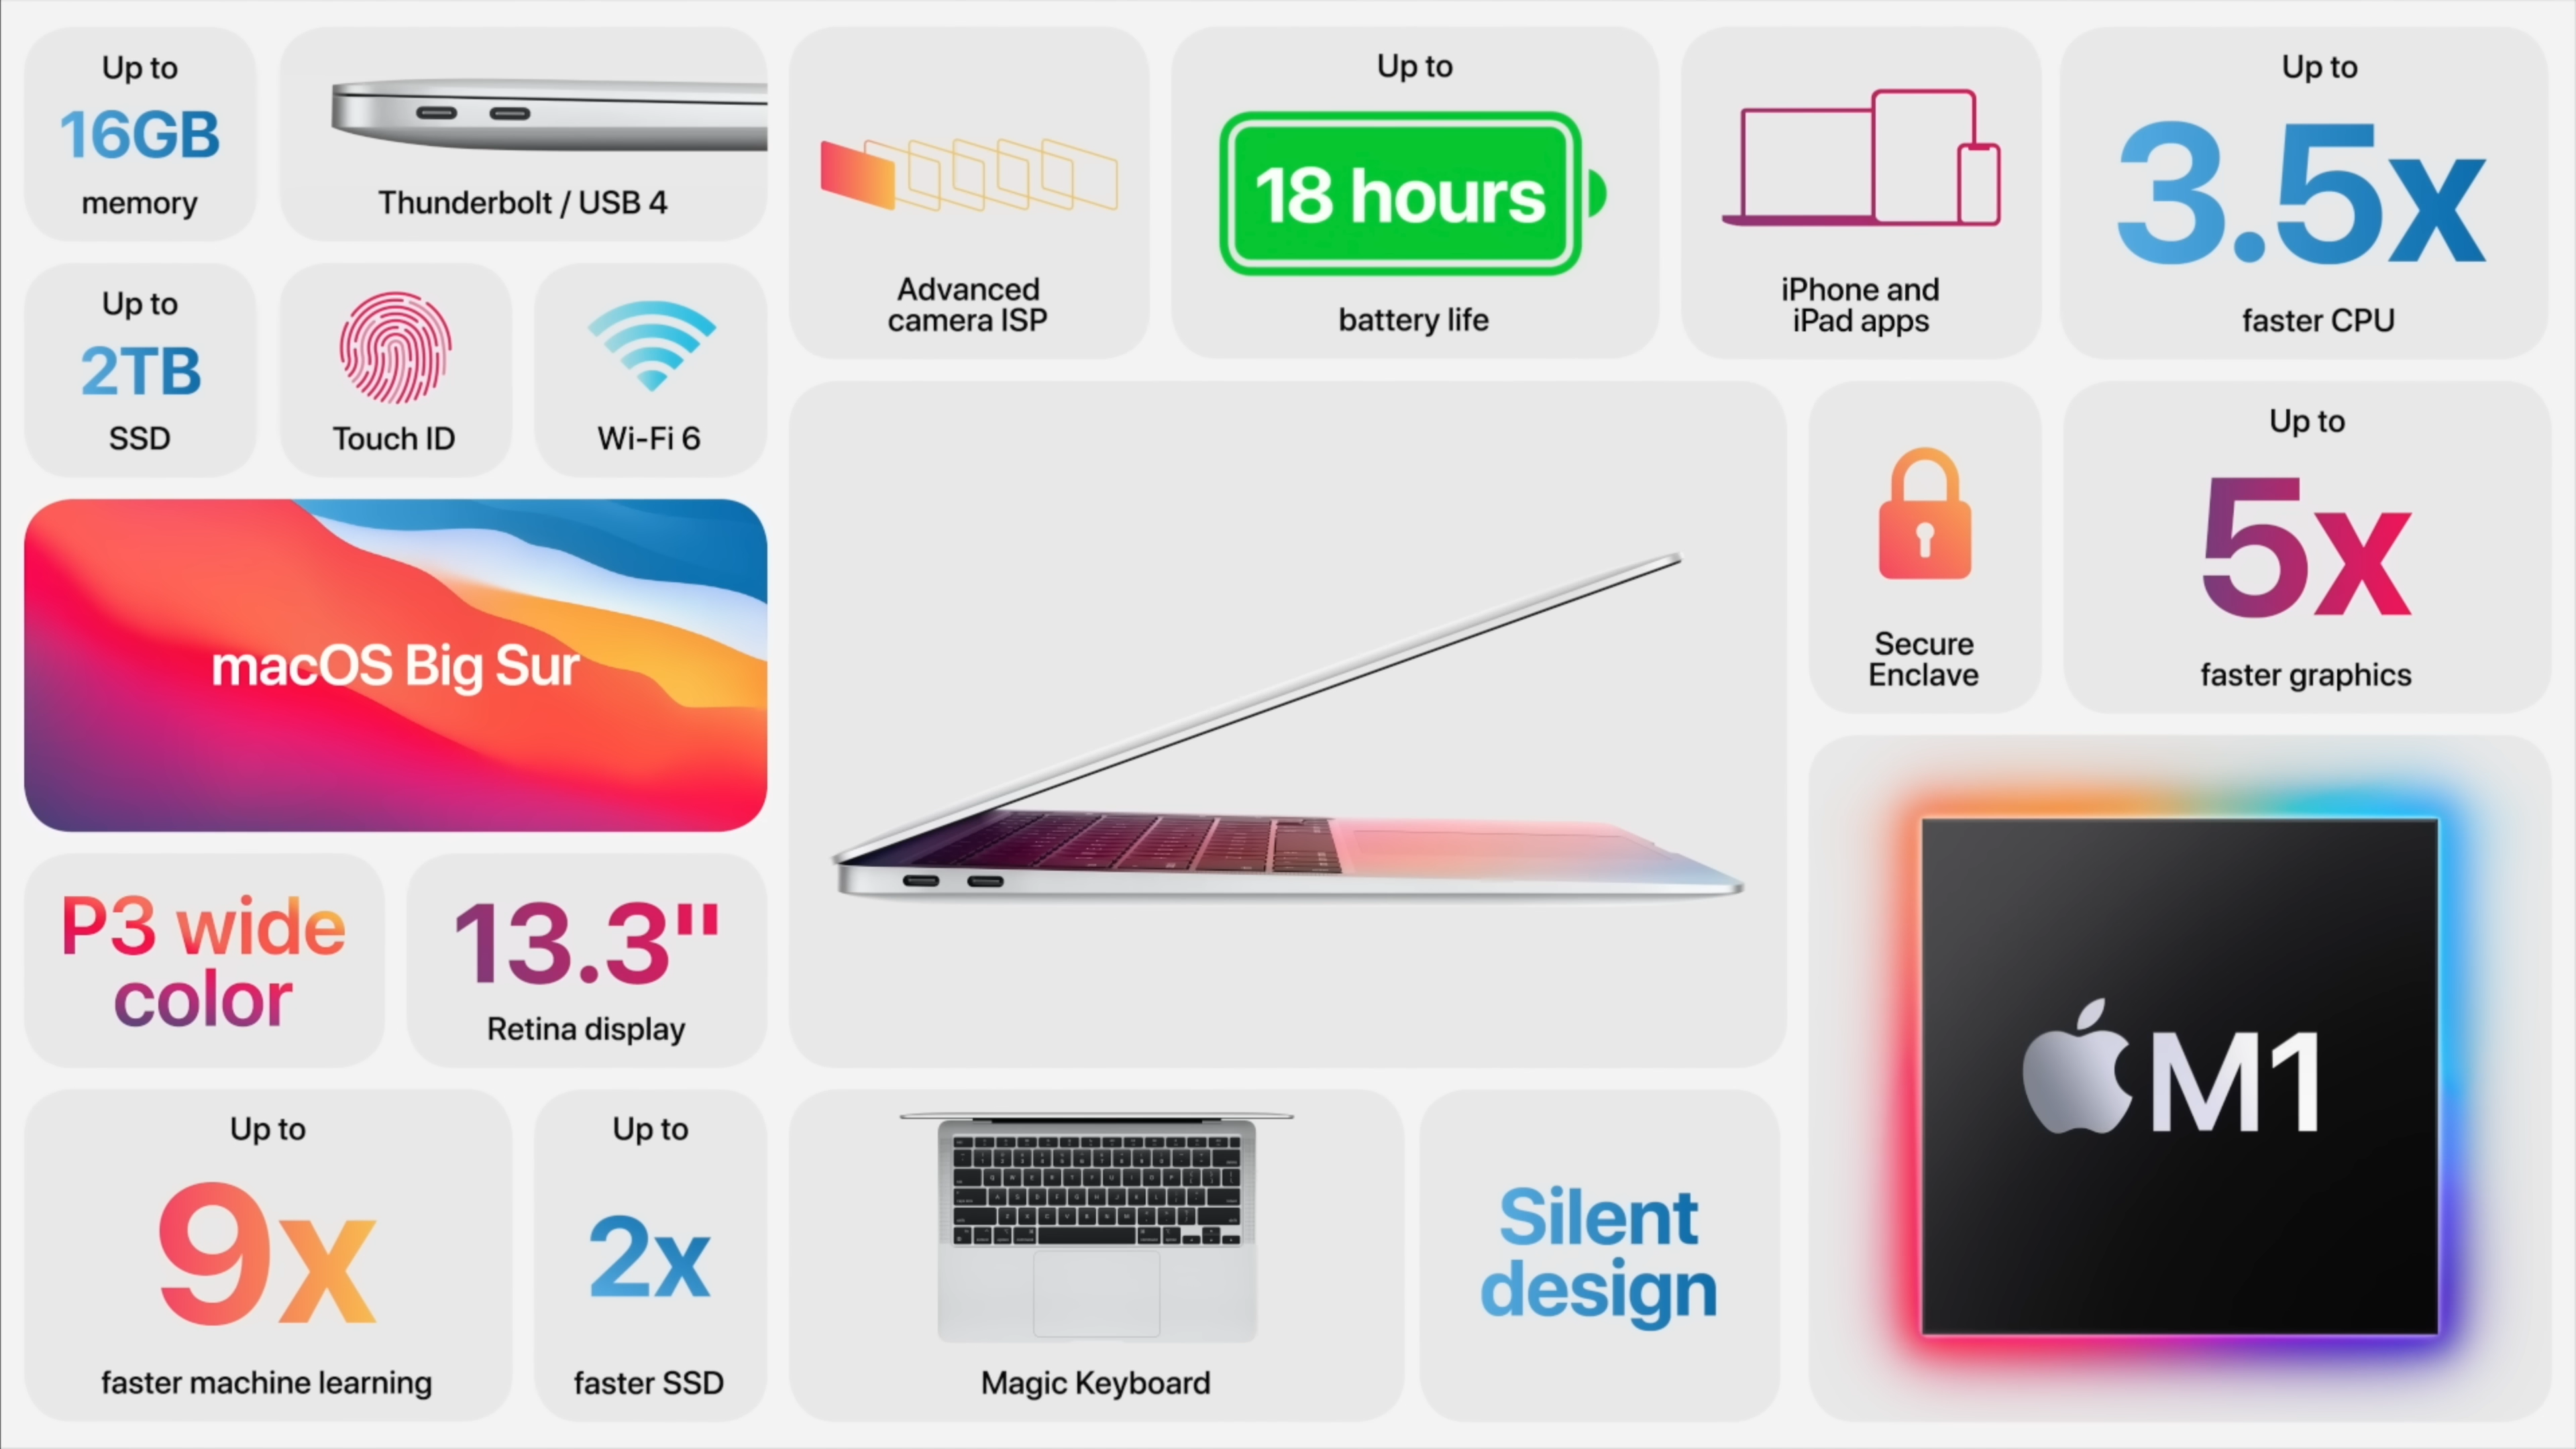 Up to
16GB
memory
Thunderbolt / USB 4
Advanced
camera ISP
Up to
18 hours
battery life
iPhone and
iPad apps
Up to
3.5x
faster CPU
Up to
2TB
SSD
Touch ID
Wi-Fi 6
macOS Big Sur
Secure
Enclave
Up to
5x
faster graphics
P3 wide
color
13.3"
Retina display
M1
Up to
9x
faster machine learning
Up to
2x
faster SSD
Magic Keyboard
Silent
design